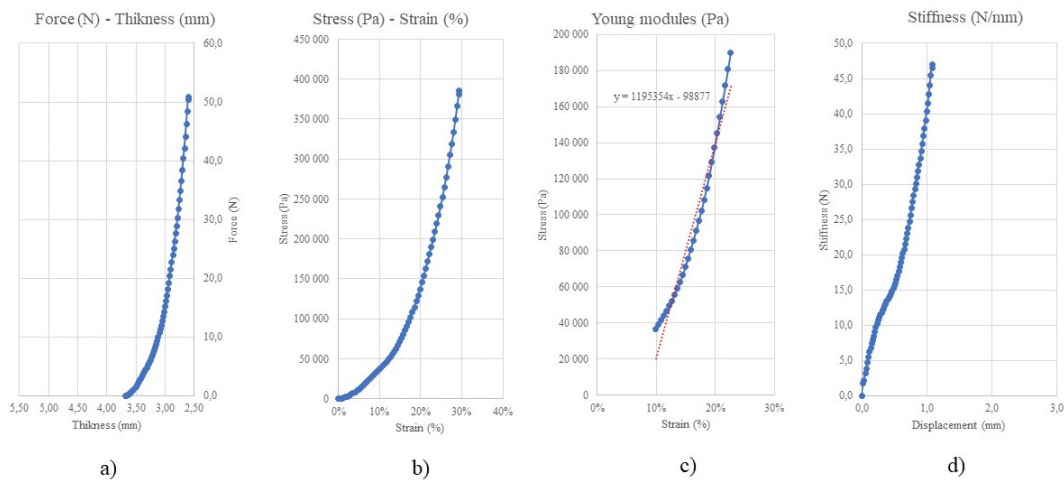 Force (N) - Thikness (mm)
60,0
50,0
40,0
30,0
20,0
10,0
0,0
Force (N)
5,50 5,00 4,50 4,00 3,50 3,00 2,50
Thikness (mm)
a)
Stress (Pa) - Strain (%)
450 000
400 000
350 000
300 000
250 000
200 000
150 000
100 000
50 000
0
Stress (Pa)
0% 10% 20% 30% 40%
Strain (%)
b)
Young modules (Pa)
200 000
180 000
160 000
140 000
120 000
100 000
80 000
60 000
40 000
20 000
0
Stress (Pa)
y = 1195354x - 98877
0% 10% 20% 30%
Strain (%)
c)
Stiffness (N/mm)
50,0
45,0
40,0
35,0
30,0
25,0
20,0
15,0
10,0
5,0
0,0
Stiffness (N)
0,0 1,0 2,0 3,0
Displacement (mm)
d)